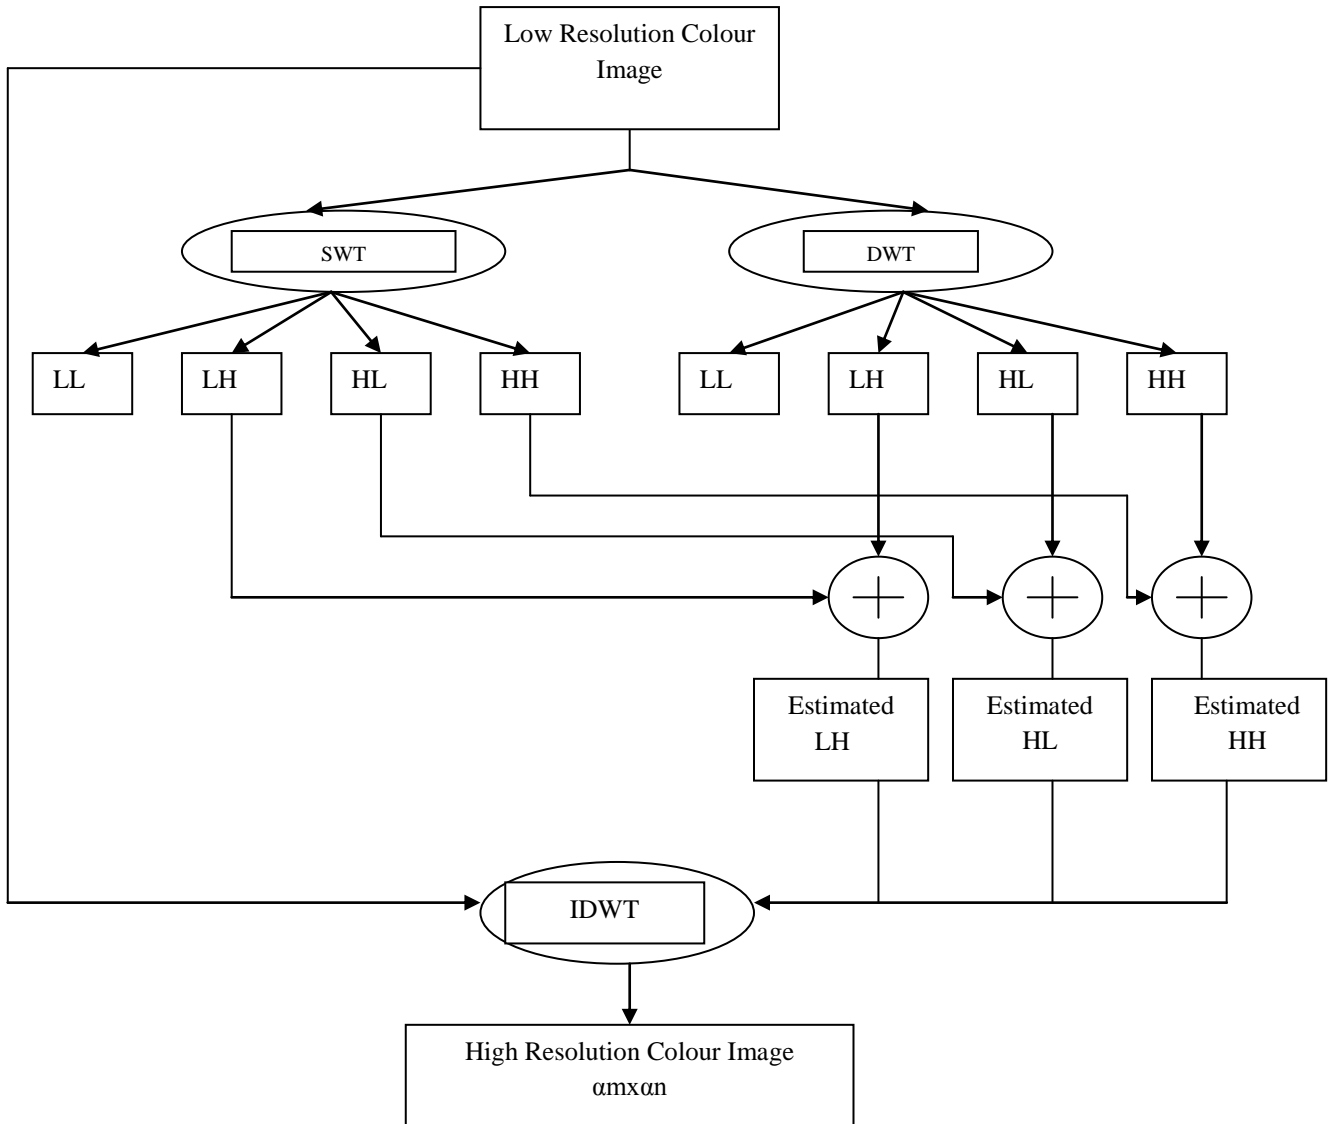 Low Resolution Colour
Image
SWT
DWT
LL
LH
HL
HH
LL
LH
HL
HH
Estimated
LH
Estimated
HL
Estimated
HH
IDWT
High Resolution Colour Image
αmxαn